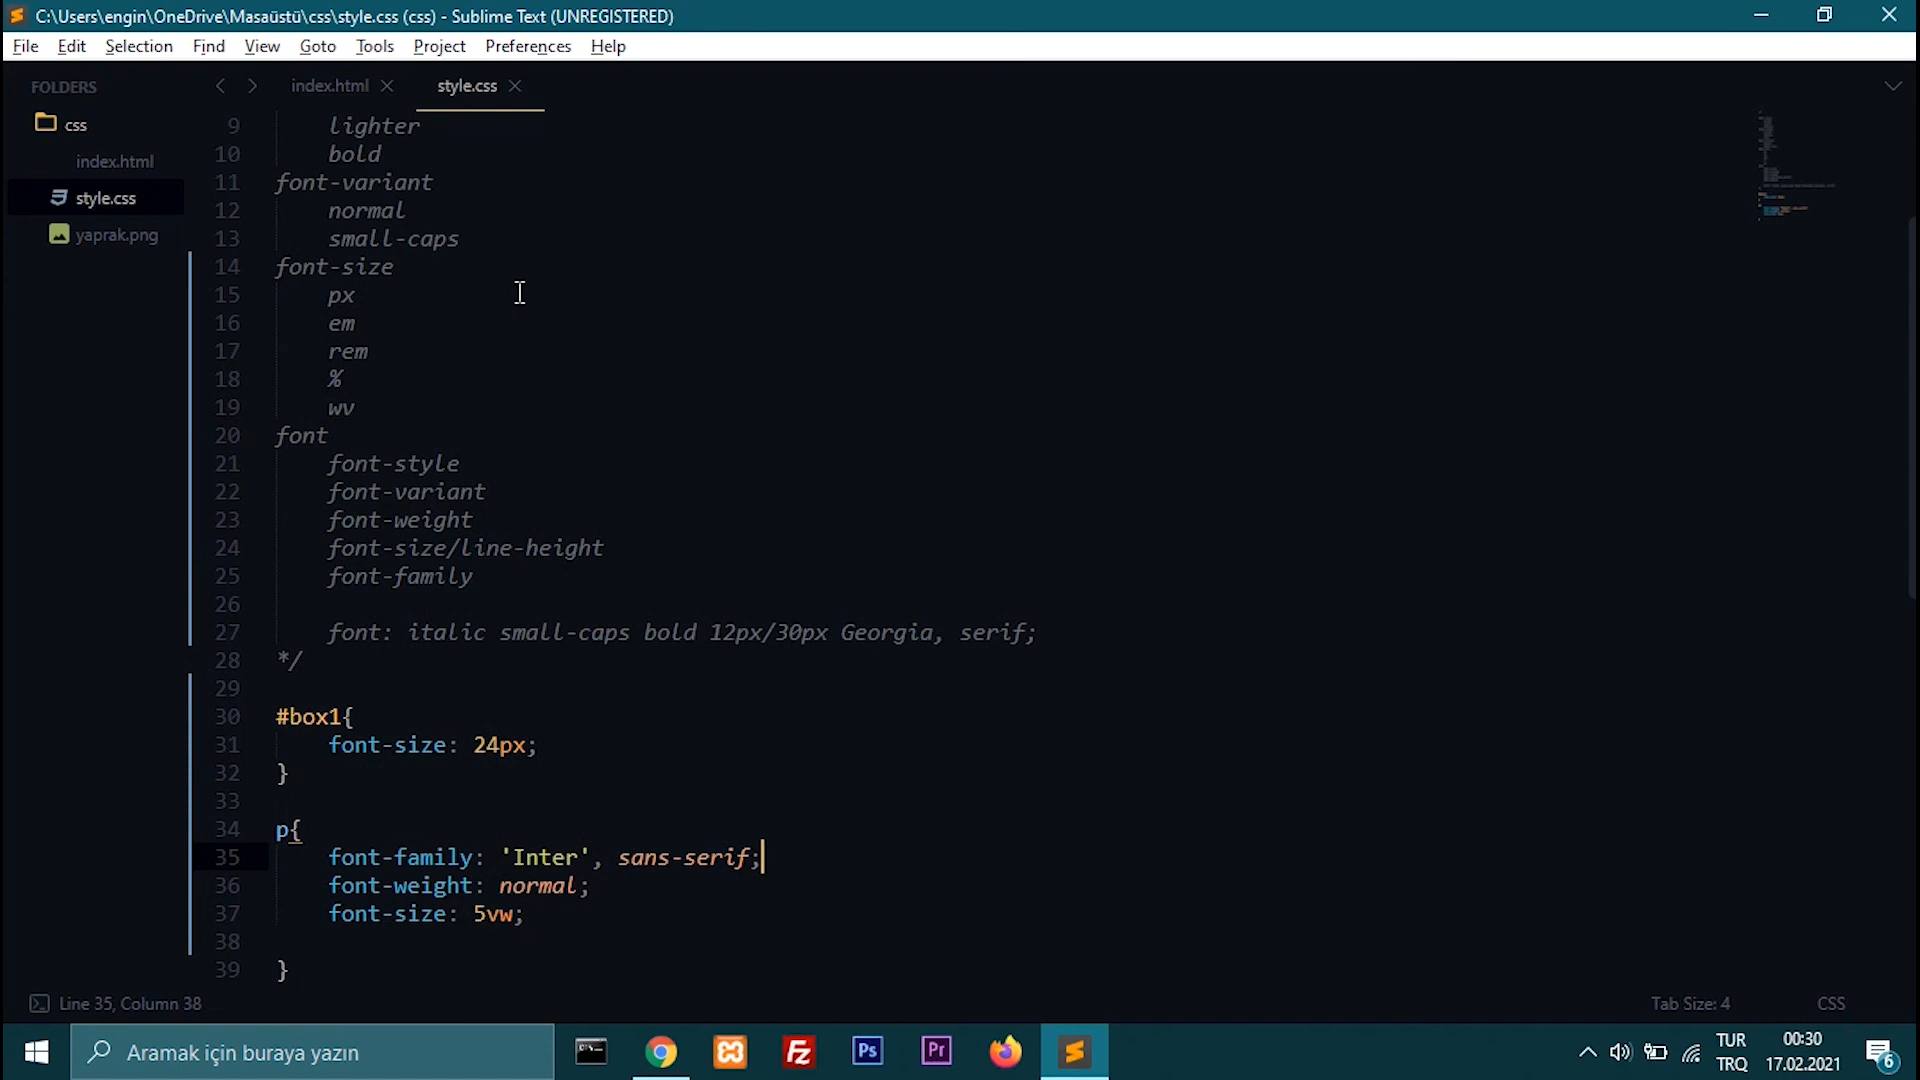 C:\Users\engin\OneDrive\Masaüstü\css\style.css (css) - Sublime Text (UNREGISTERED)
File Edit Selection Find View Goto Tools Project Preferences Help
FOLDERS
css
index.html
style.css
yaprak.png
index.html style.css
9 lighter
10 bold
11 font-variant
12 normal
13 small-caps
14 font-size
15 px
16 em
17 rem
18 %
19 wv
20 font
21 font-style
22 font-variant
23 font-weight
24 font-size/line-height
25 font-family
26
27 font: italic small-caps bold 12px/30px Georgia, serif;
28 */
29
30 #box1{
31 font-size: 24px;
32 }
33
34 p{
35 font-family: 'Inter', sans-serif;
36 font-weight: normal;
37 font-size: 5vw;
38
39 }
Line 35, Column 38
Tab Size: 4 CSS
Aramak için buraya yazın
Fz Ps Pr
TUR
TRQ
00:30
17.02.2021
6